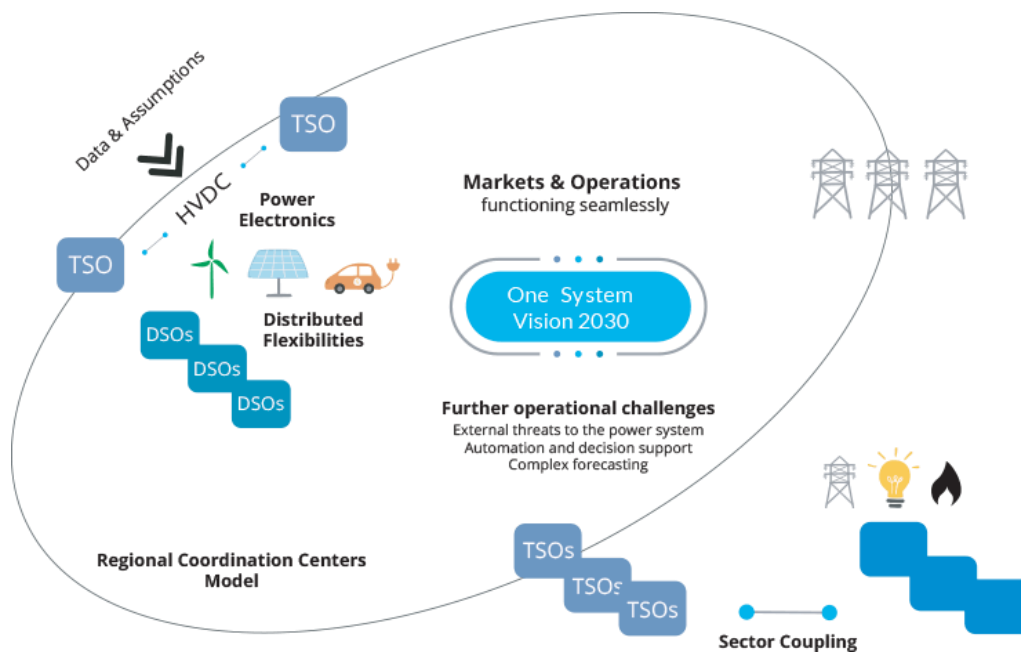 Data & Assumptions
TSO
HVDC
TSO
Power
Electronics
Distributed
Flexibilities
DSOs
DSOs
DSOs
Markets & Operations
functioning seamlessly
One System
Vision 2030
Further operational challenges
External threats to the power system
Automation and decision support
Complex forecasting
Regional Coordination Centers
Model
TSOs
TSOs
TSOs
Sector Coupling